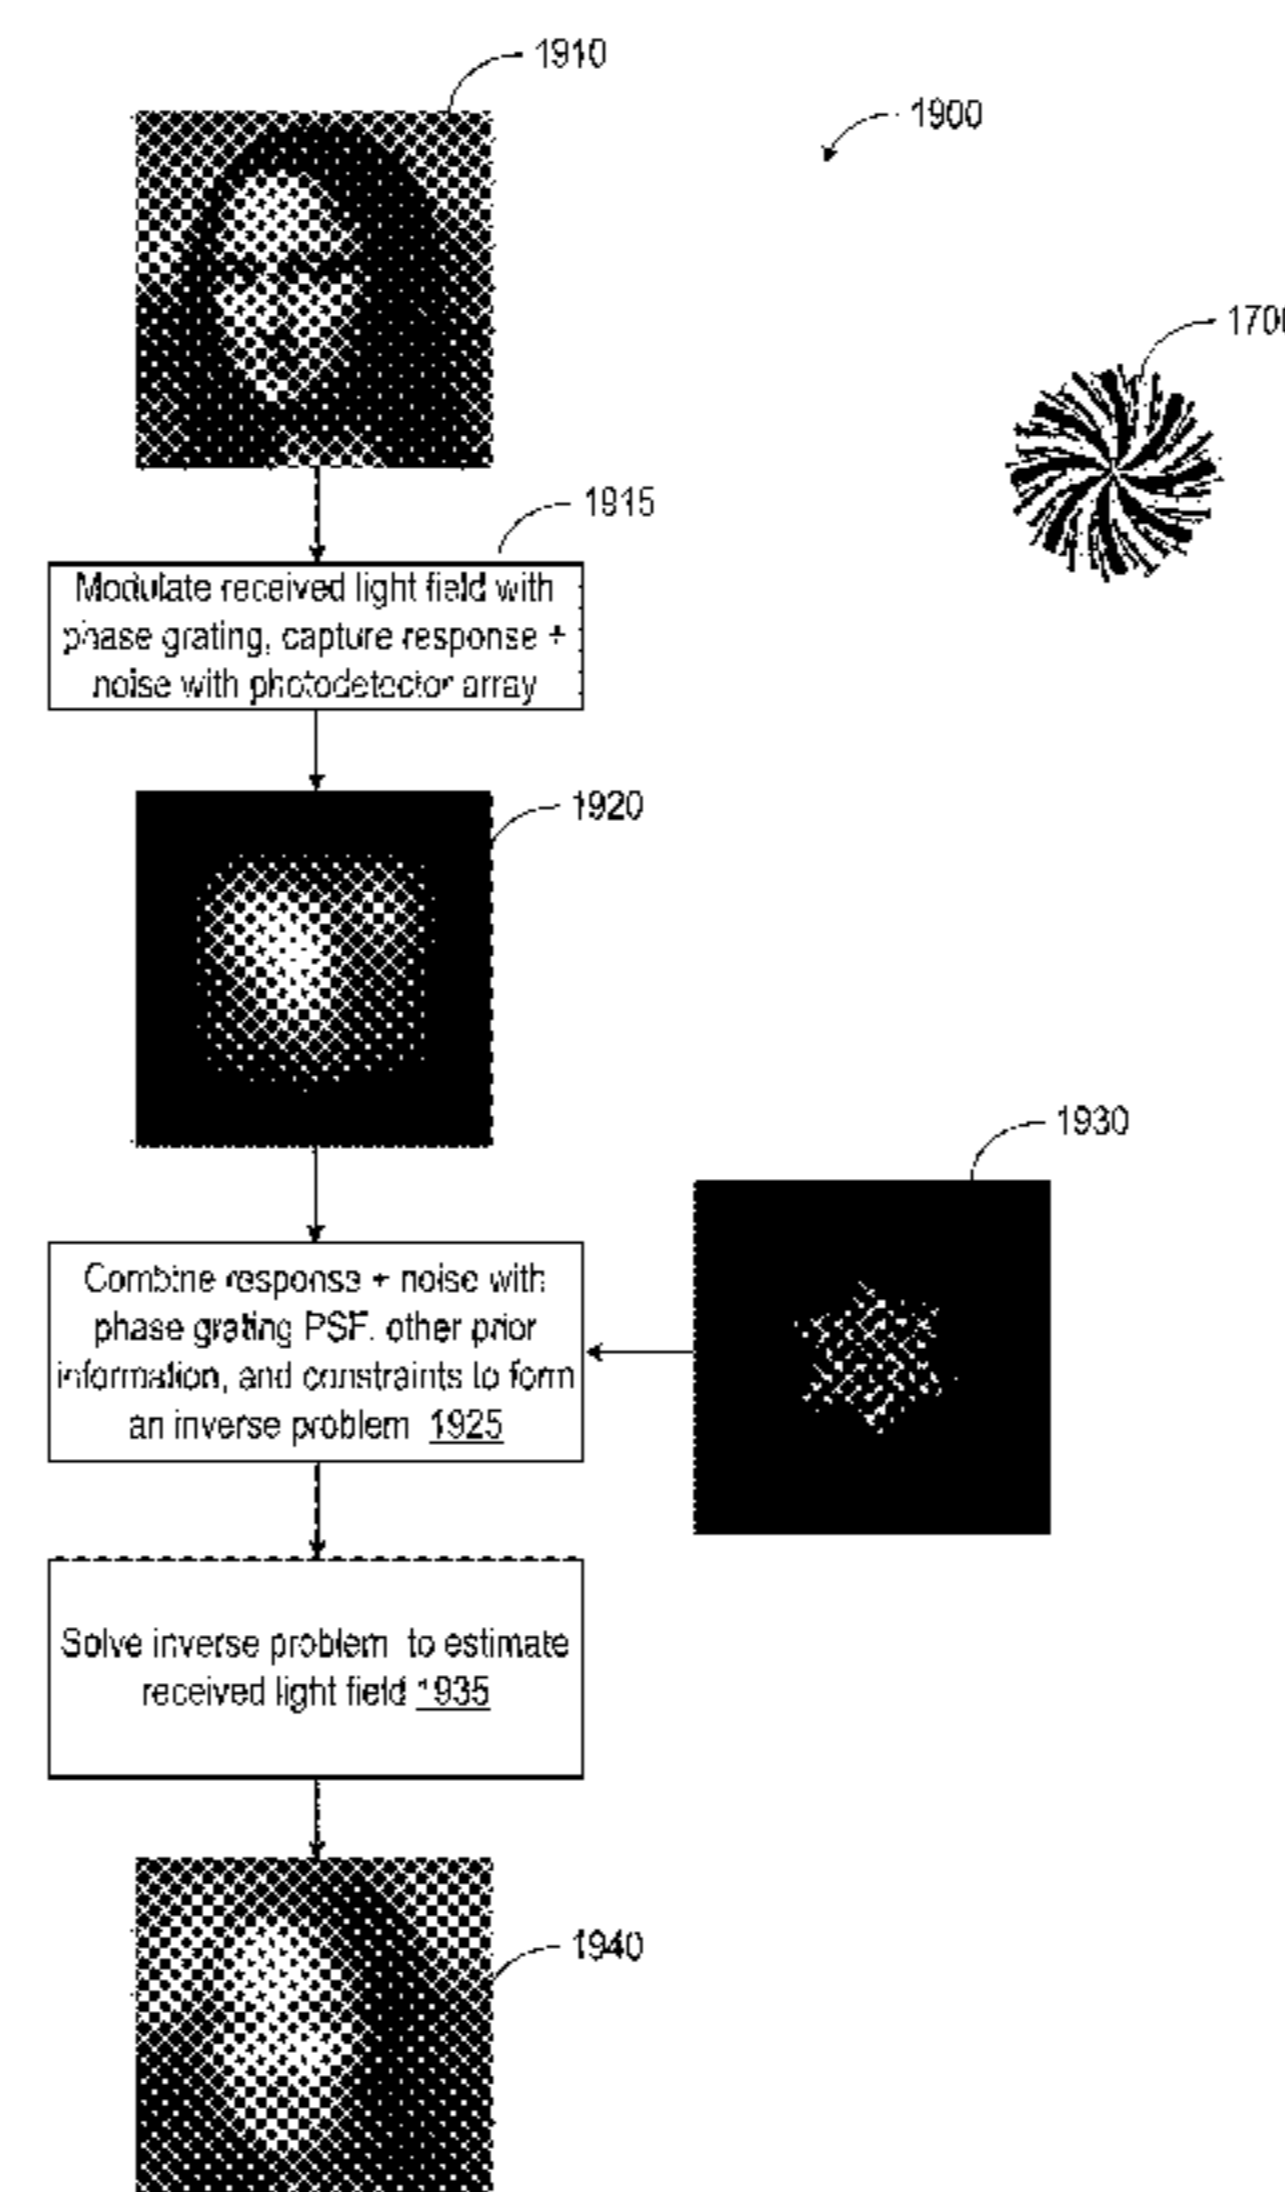 1910
1900
1700
1915
Modulate received light field with
phase grating, capture response +
noise with photodetector array
1920
1930
Combine response + noise with
phase grating PSF, other prior
information, and constraints to form
an inverse problem 1925
Solve inverse problem to estimate
received light field 1935
1940